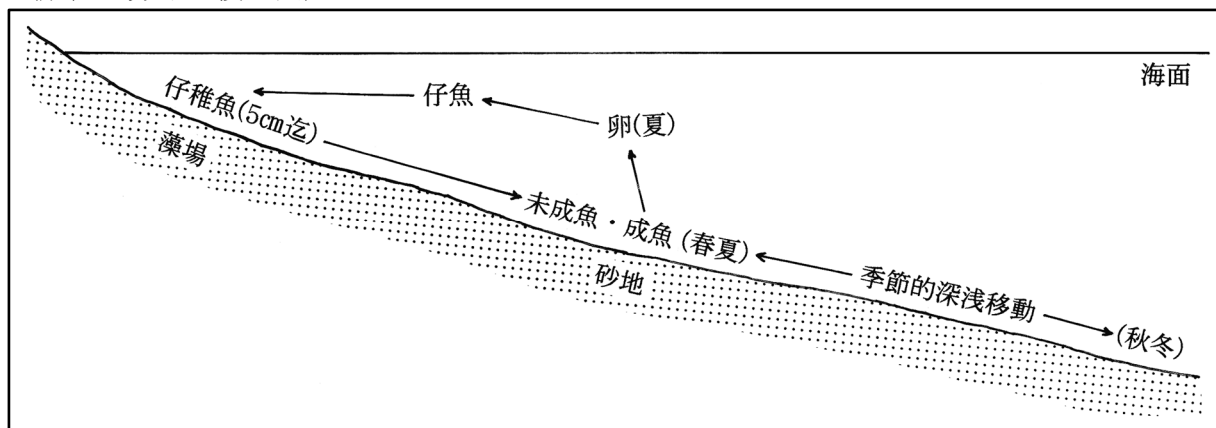 海面
仔稚魚(5㎝迄)
仔魚
卵(夏)
藻場
未成魚・成魚(春夏)
砂地
季節的深浅移動
(秋冬)